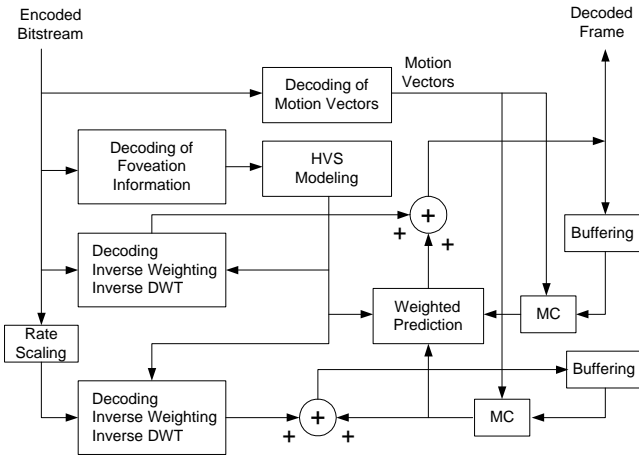 Encoded
Bitstream
Decoded
Frame
Decoding of
Motion Vectors
Motion
Vectors
Decoding of
Foveation
Information
HVS
Modeling
+
+
+
Buffering
Decoding
Inverse Weighting
Inverse DWT
Weighted
Prediction
MC
Rate
Scaling
Buffering
Decoding
Inverse Weighting
Inverse DWT
+
+
+
MC